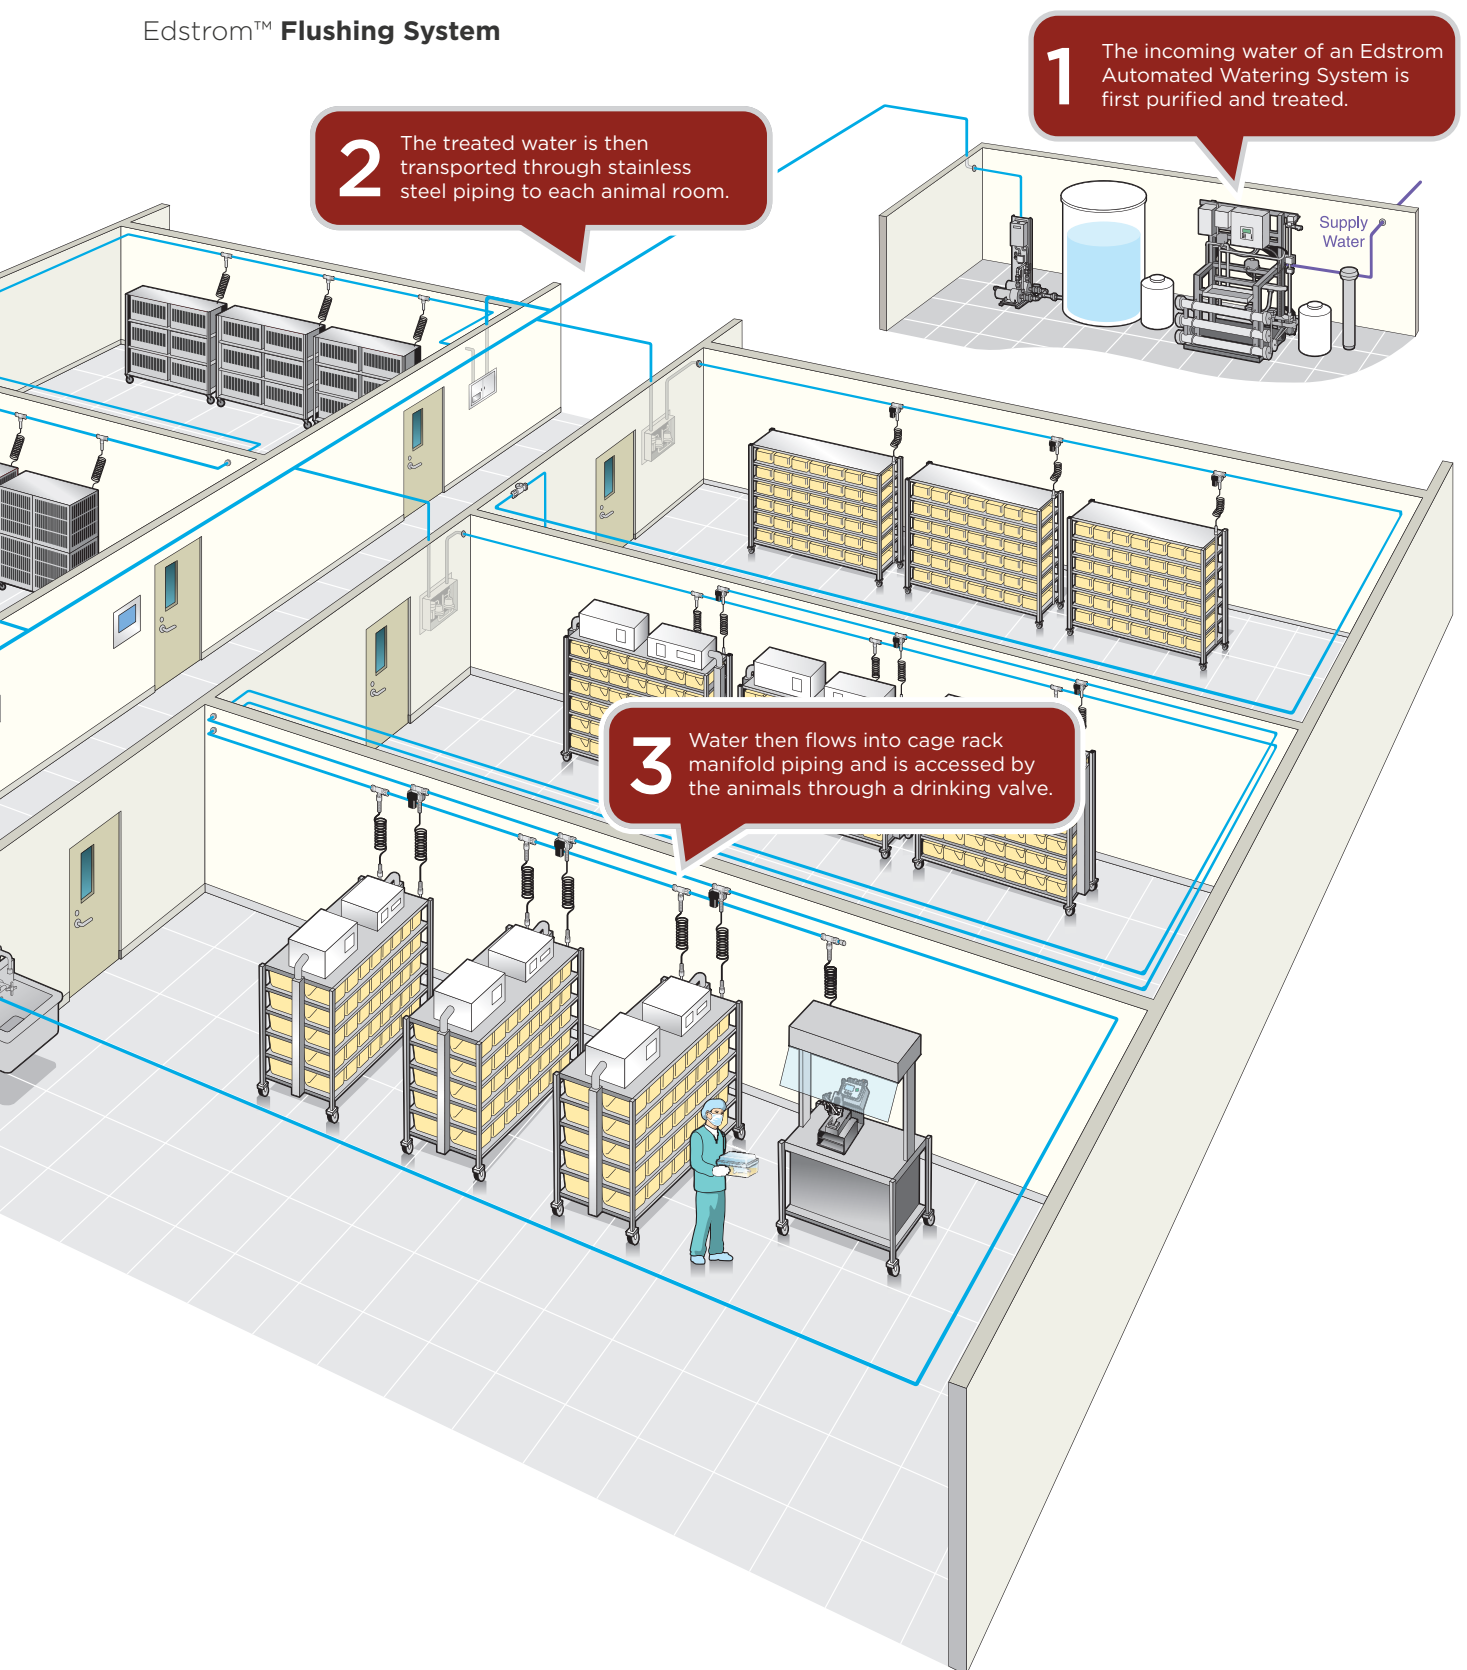 Edstrom™ Flushing System
1
The incoming water of an Edstrom
Automated Watering System is
first purified and treated.
2
The treated water is then
transported through stainless
steel piping to each animal room.
Supply
Water
3
Water then flows into cage rack
manifold piping and is accessed by
the animals through a drinking valve.